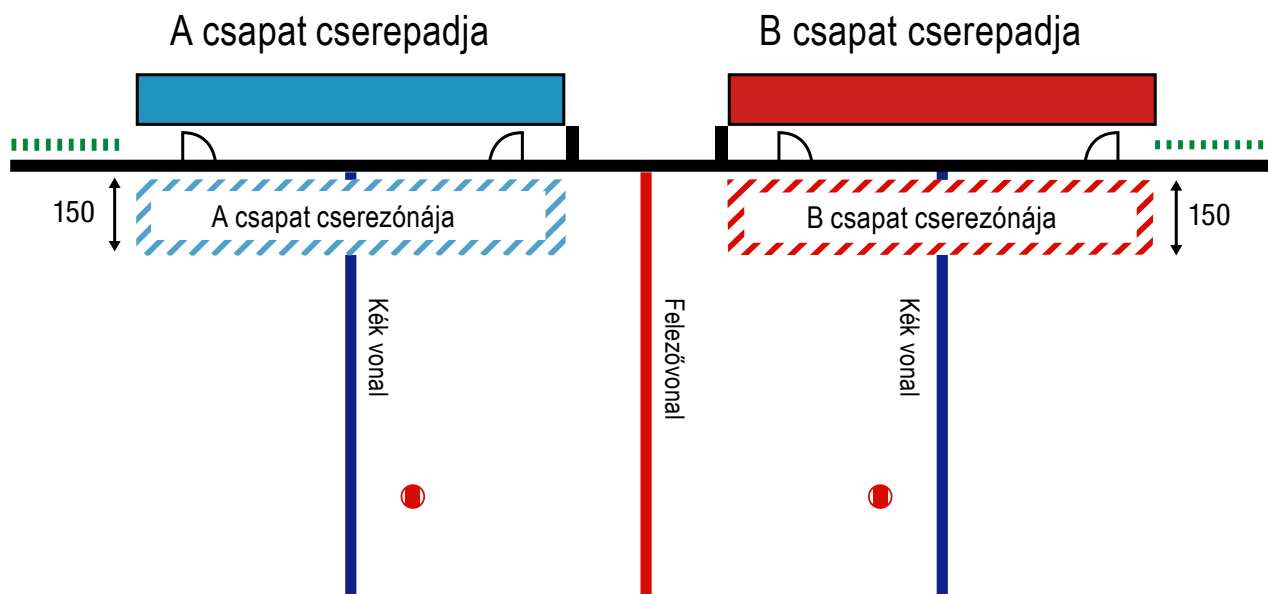 A csapat cserepadja
B csapat cserepadja
150
A csapat cserezónája
B csapat cserezónája
150
Kék vonal
Felezővonal
Kék vonal